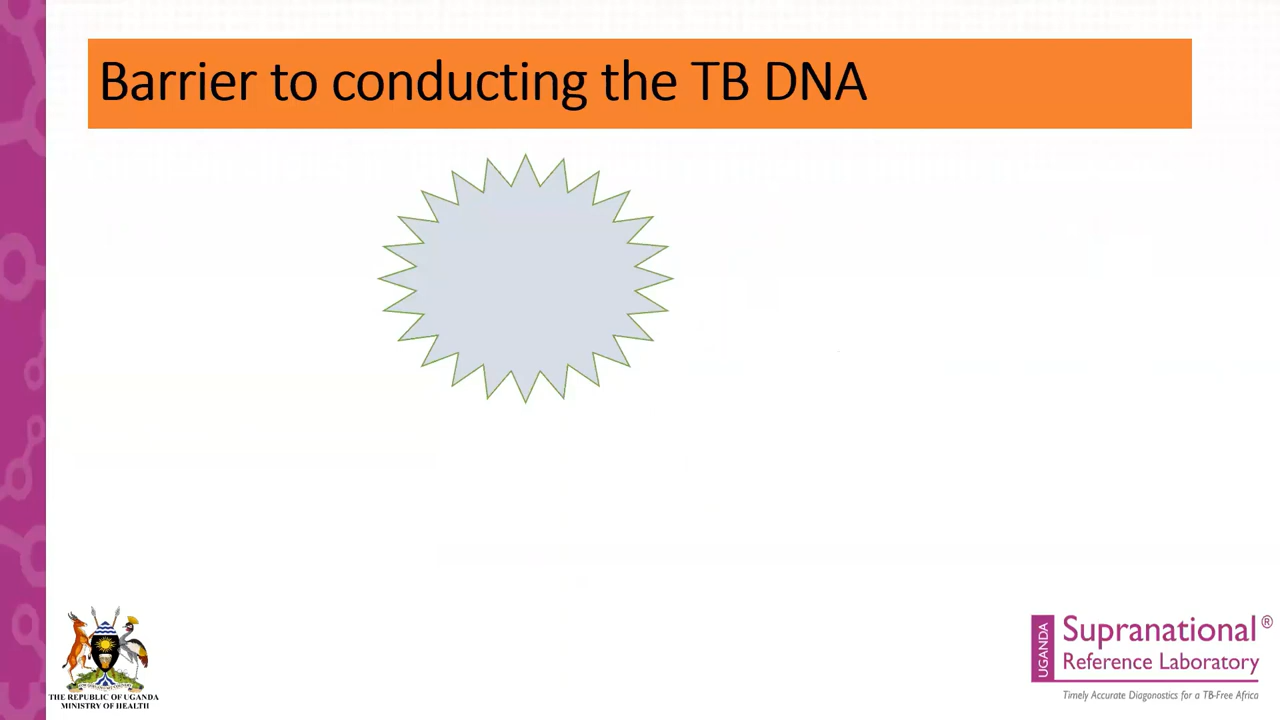 Barrier to conducting the TB DNA
THE REPUBLIC OF UGANDA
MINISTRY OF HEALTH
UGANDA
Supranational®
Reference Laboratory
Timely Accurate Diagonostics for a TB-Free Africa